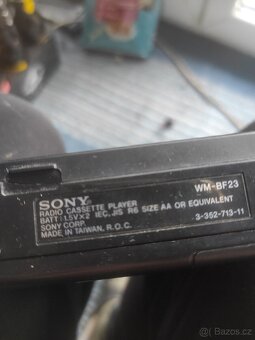 SONY WM-BF23
RADIO CASSETTE PLAYER
BATT: 1.5V×2 IEC, JIS R6 SIZE AA OR EQUIVALENT
SONY CORP. 3-352-713-11
MADE IN TAIWAN, R.O.C.
Sbazos.cz